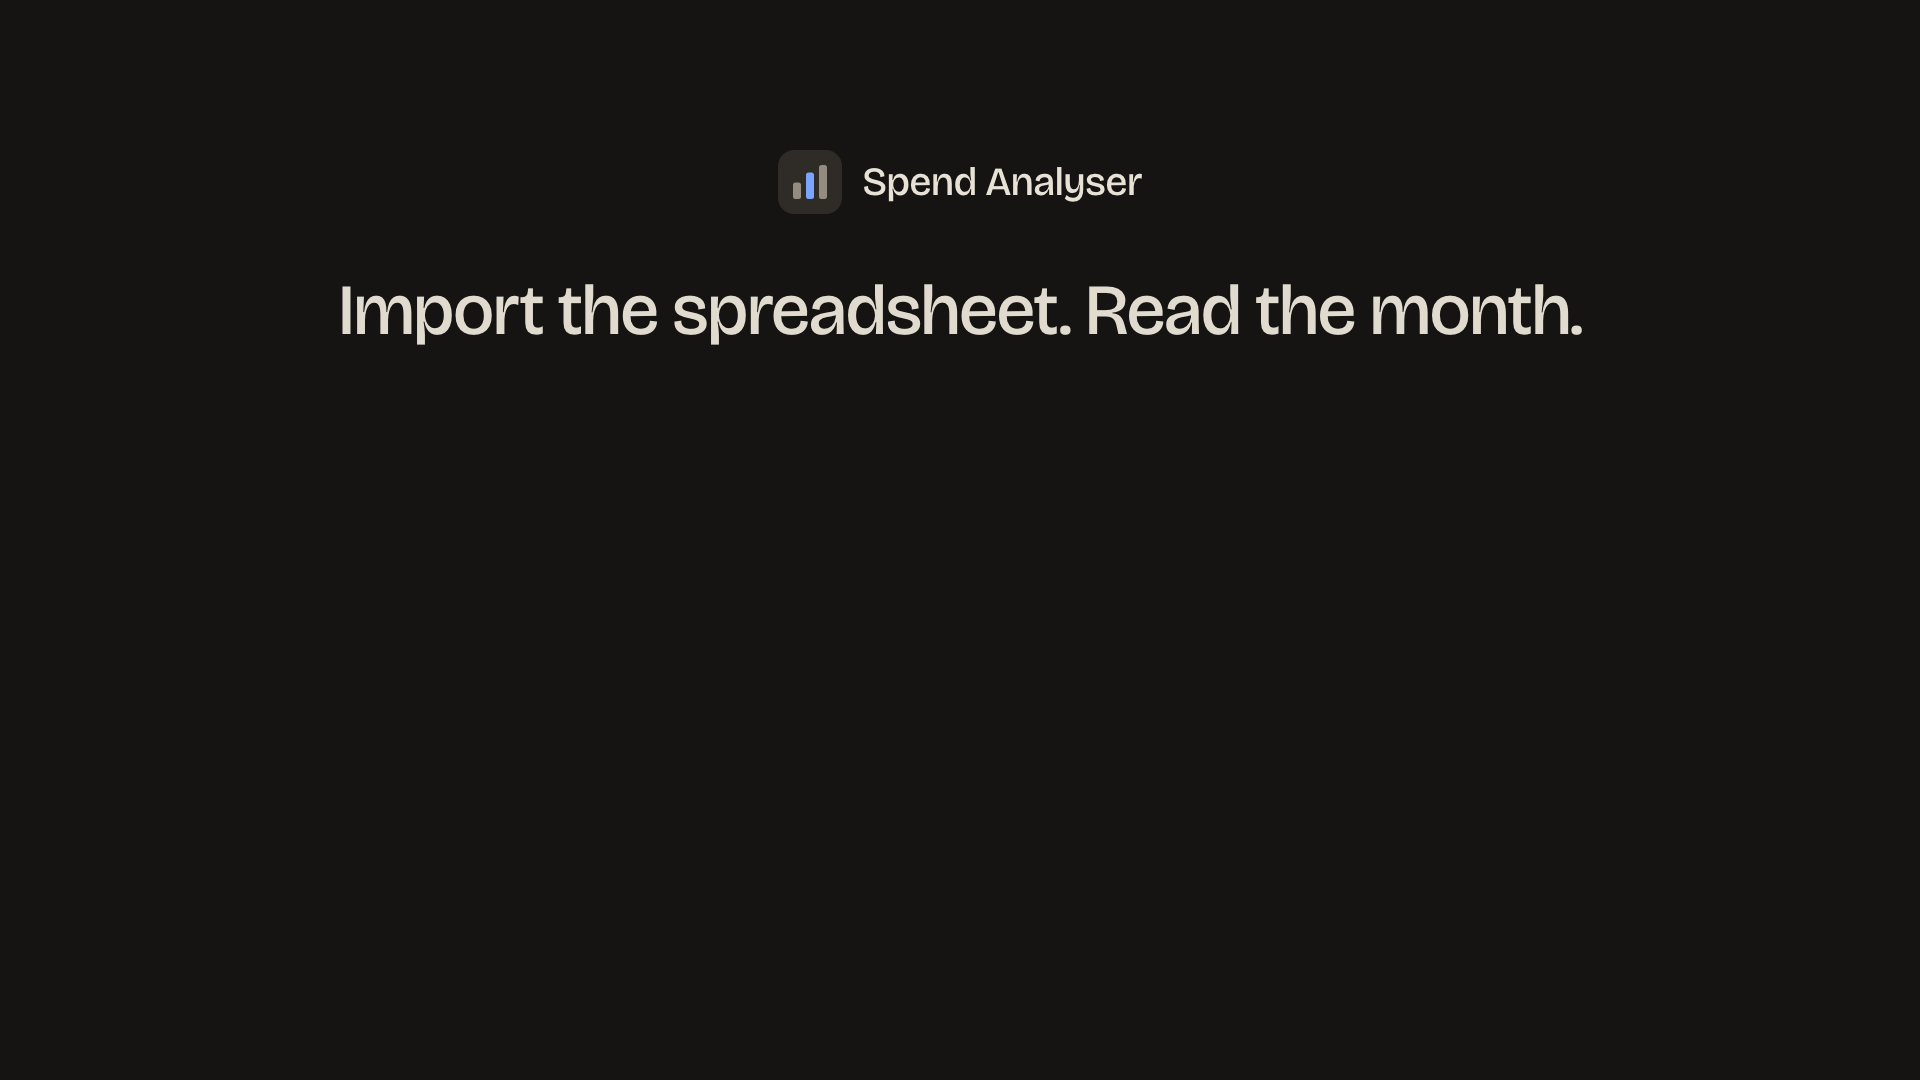 Spend Analyser
Import the spreadsheet. Read the month.